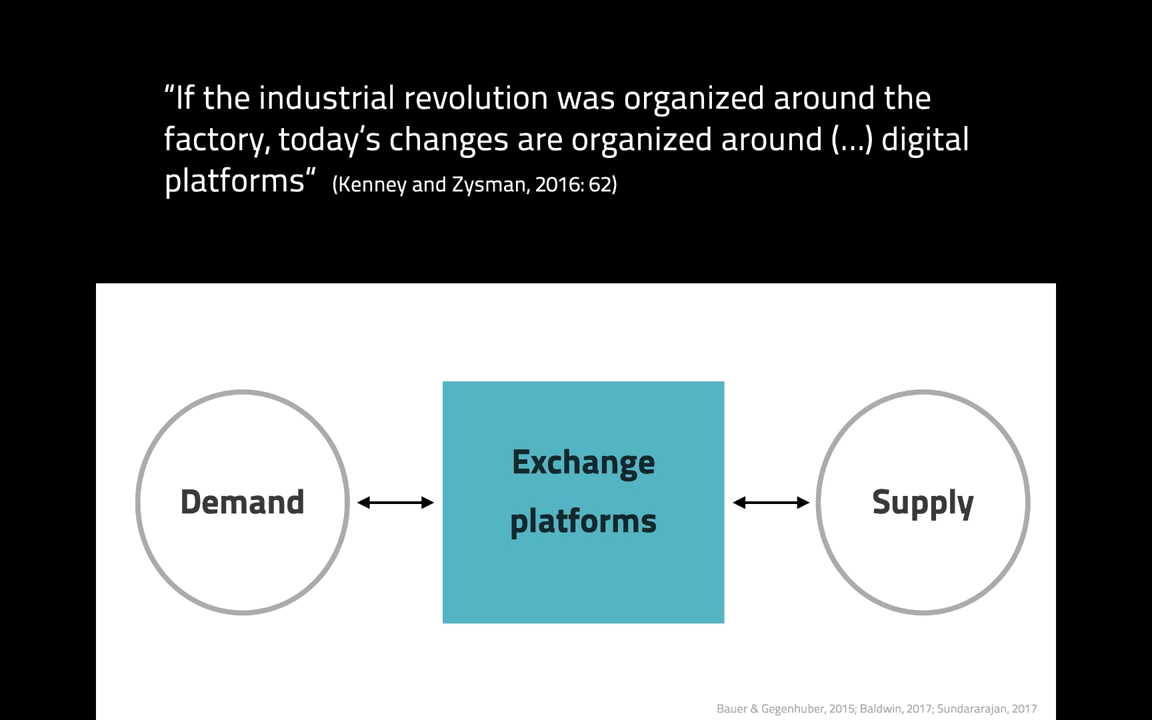 “If the industrial revolution was organized around the
factory, today’s changes are organized around (...) digital
platforms“ (Kenney and Zysman, 2016: 62)
Demand
Exchange
platforms
Supply
Bauer & Gegenhuber, 2015; Baldwin, 2017; Sundararajan, 2017